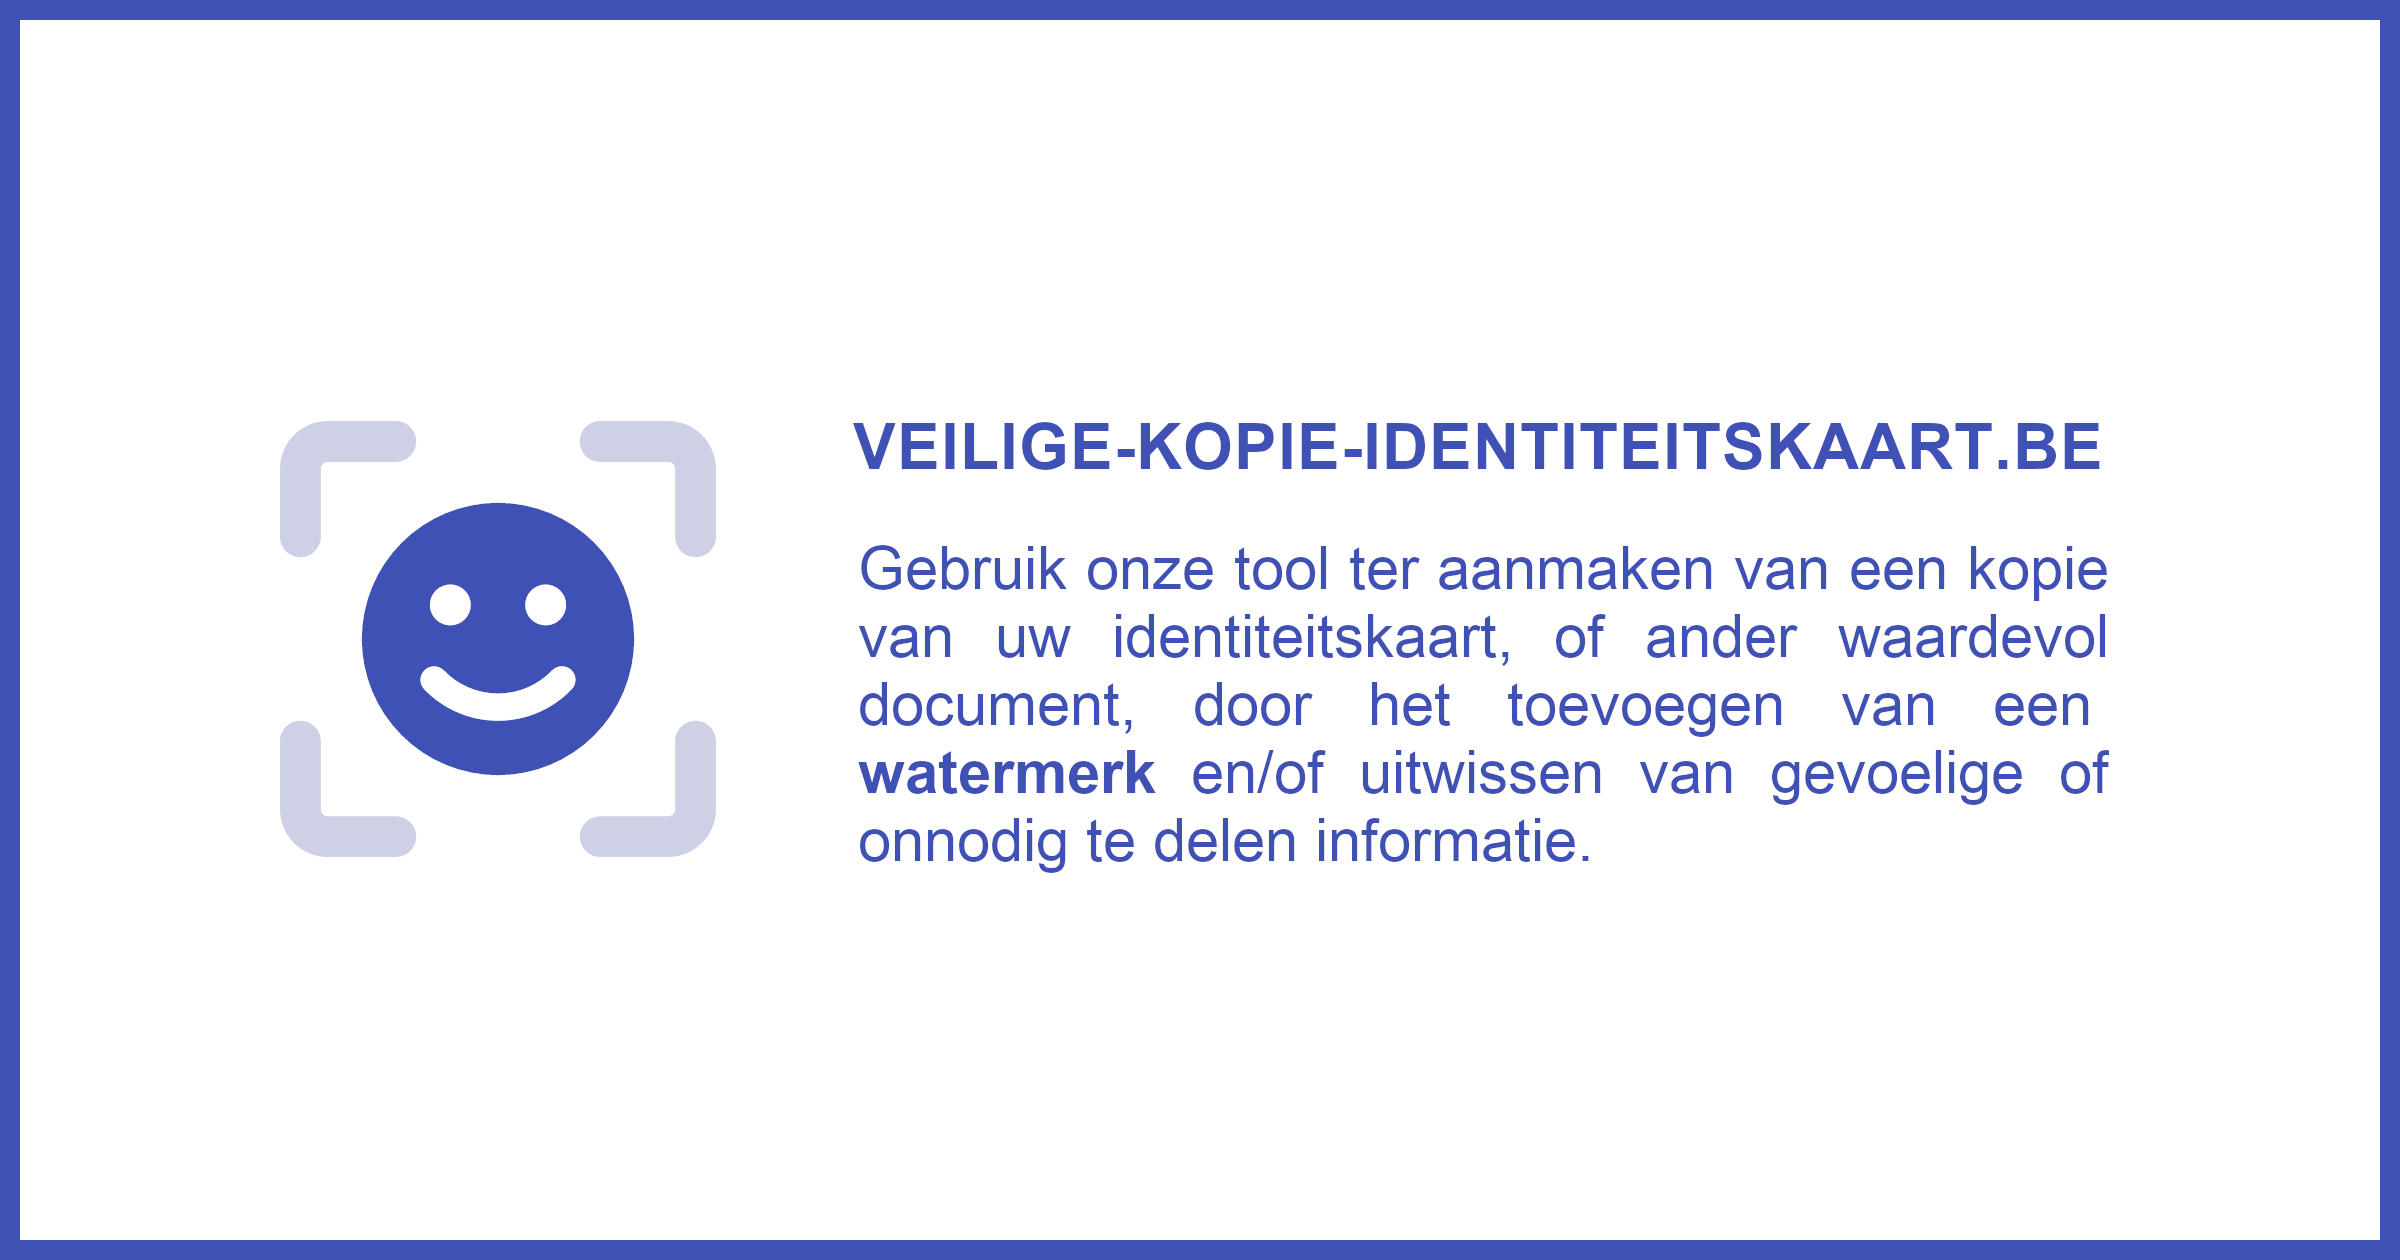 VEILIGE-KOPIE-IDENTITEITSKAART.BE
Gebruik onze tool ter aanmaken van een kopie
van uw identiteitskaart, of ander waardevol
document, door het toevoegen van een
watermerk en/of uitwissen van gevoelige of
onnodig te delen informatie.